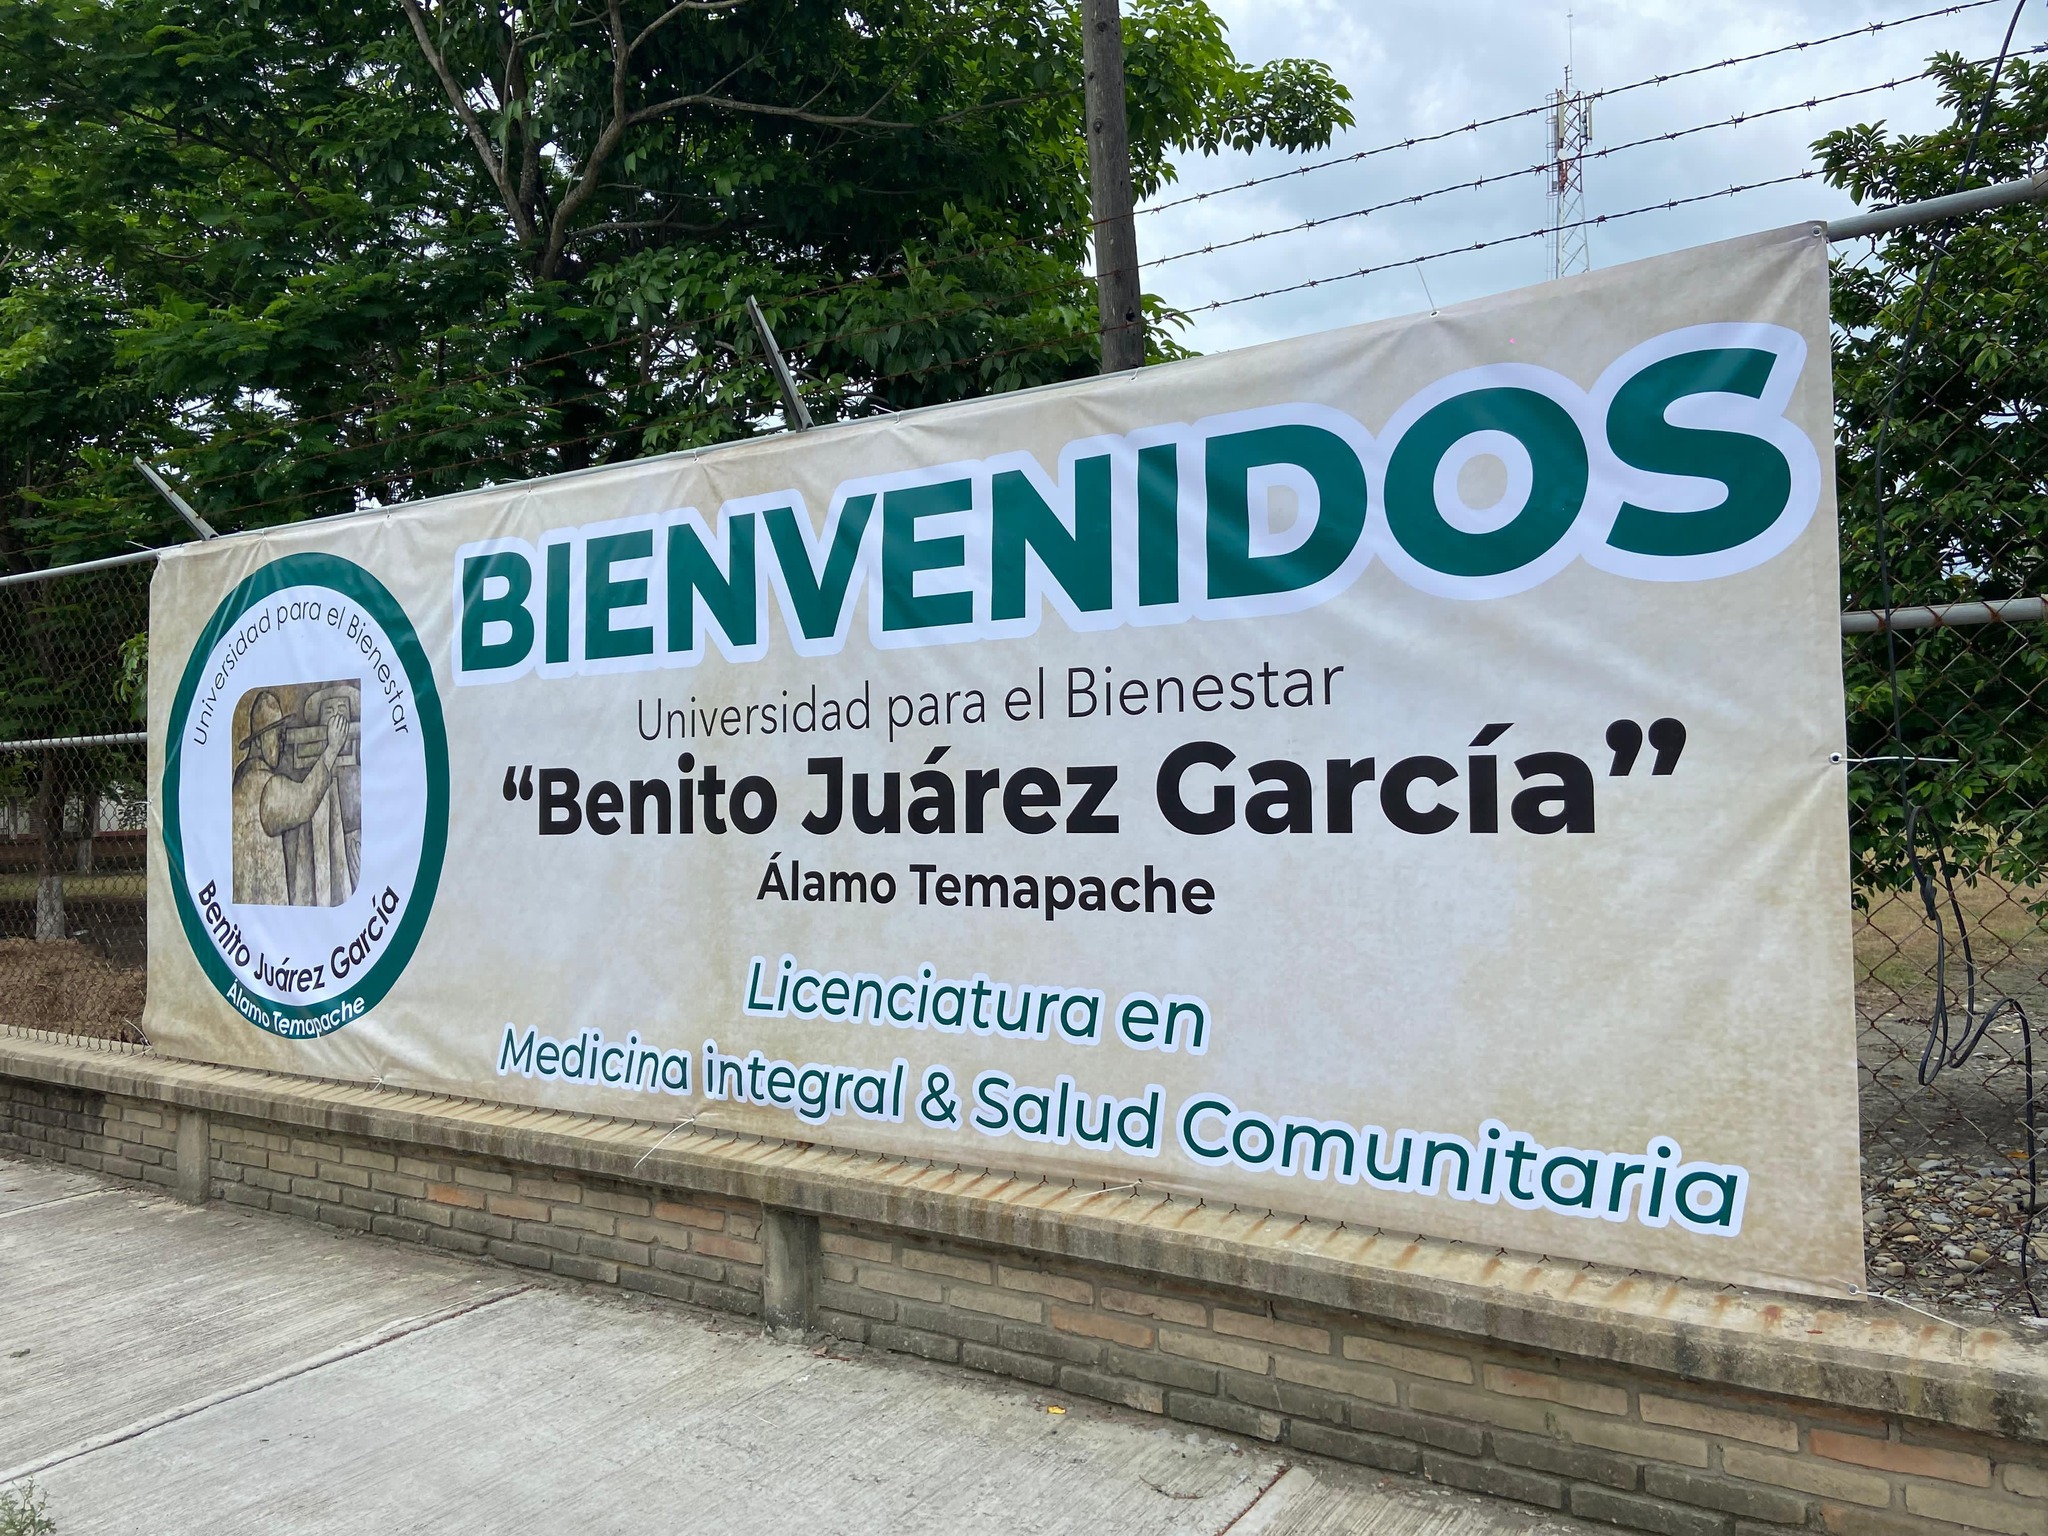 Universidad para el Bienestar
Benito Juárez García
Álamo Temapache
BIENVENIDOS
Universidad para el Bienestar
“Benito Juárez García”
Álamo Temapache
Licenciatura en
Medicina integral & Salud Comunitaria